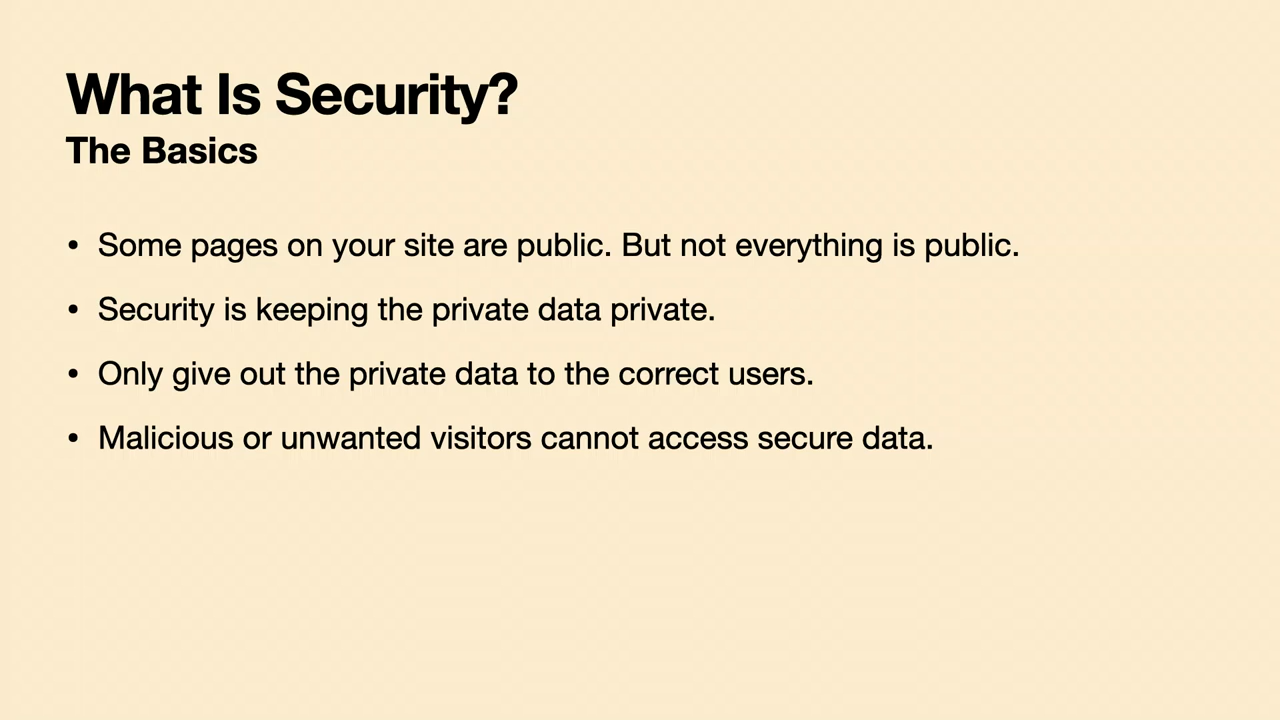 What Is Security?
The Basics
• Some pages on your site are public. But not everything is public.
• Security is keeping the private data private.
• Only give out the private data to the correct users.
• Malicious or unwanted visitors cannot access secure data.